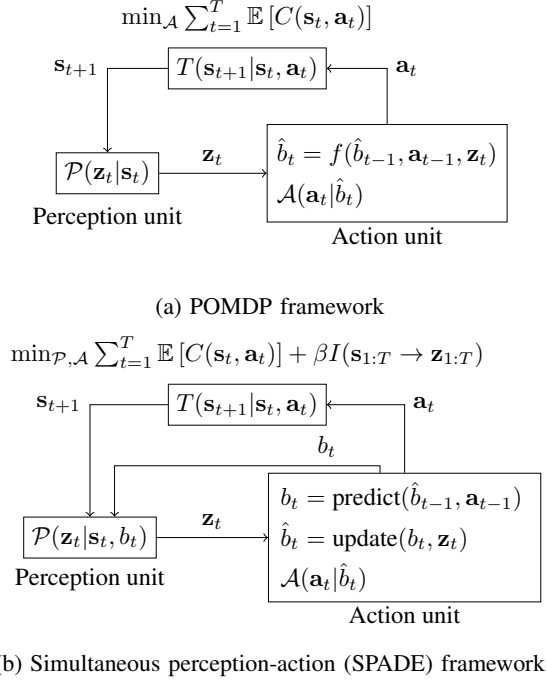 min_𝒜 ∑_{t=1}^{T} 𝔼 [C(s_t, a_t)]
s_{t+1}
T(s_{t+1}|s_t, a_t)
a_t
z_t
𝒫(z_t|s_t)
Perception unit
b̂_t = f(b̂_{t−1}, a_{t−1}, z_t)
𝒜(a_t|b̂_t)
Action unit
(a) POMDP framework
min_{𝒫,𝒜} ∑_{t=1}^{T} 𝔼 [C(s_t, a_t)] + βI(s_{1:T} → z_{1:T})
s_{t+1}
T(s_{t+1}|s_t, a_t)
a_t
b_t
z_t
𝒫(z_t|s_t, b_t)
Perception unit
b_t = predict(b̂_{t−1}, a_{t−1})
b̂_t = update(b_t, z_t)
𝒜(a_t|b̂_t)
Action unit
b) Simultaneous perception-action (SPADE) framework